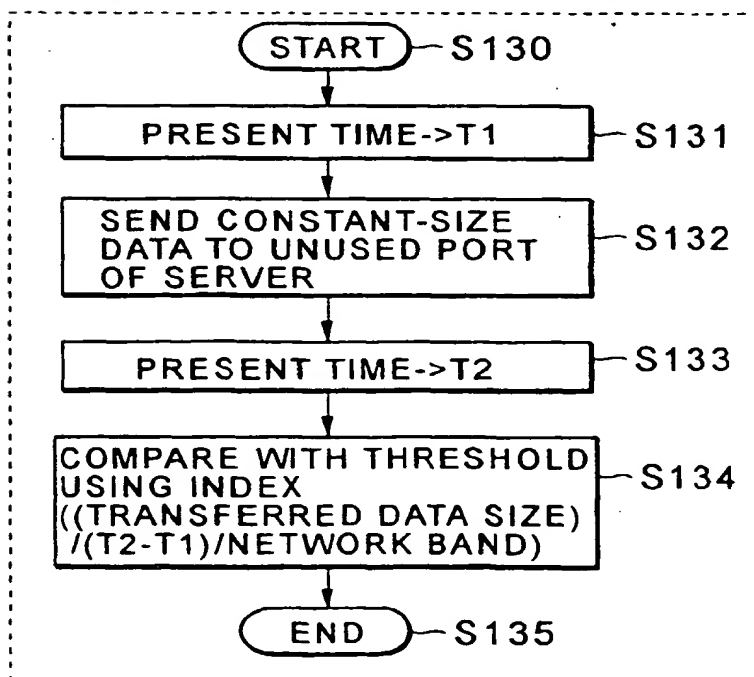 START S130
PRESENT TIME->T1 S131
SEND CONSTANT-SIZE
DATA TO UNUSED PORT
OF SERVER
S132
PRESENT TIME->T2 S133
COMPARE WITH THRESHOLD
USING INDEX
((TRANSFERRED DATA SIZE)
/(T2-T1)/NETWORK BAND)
S134
END S135